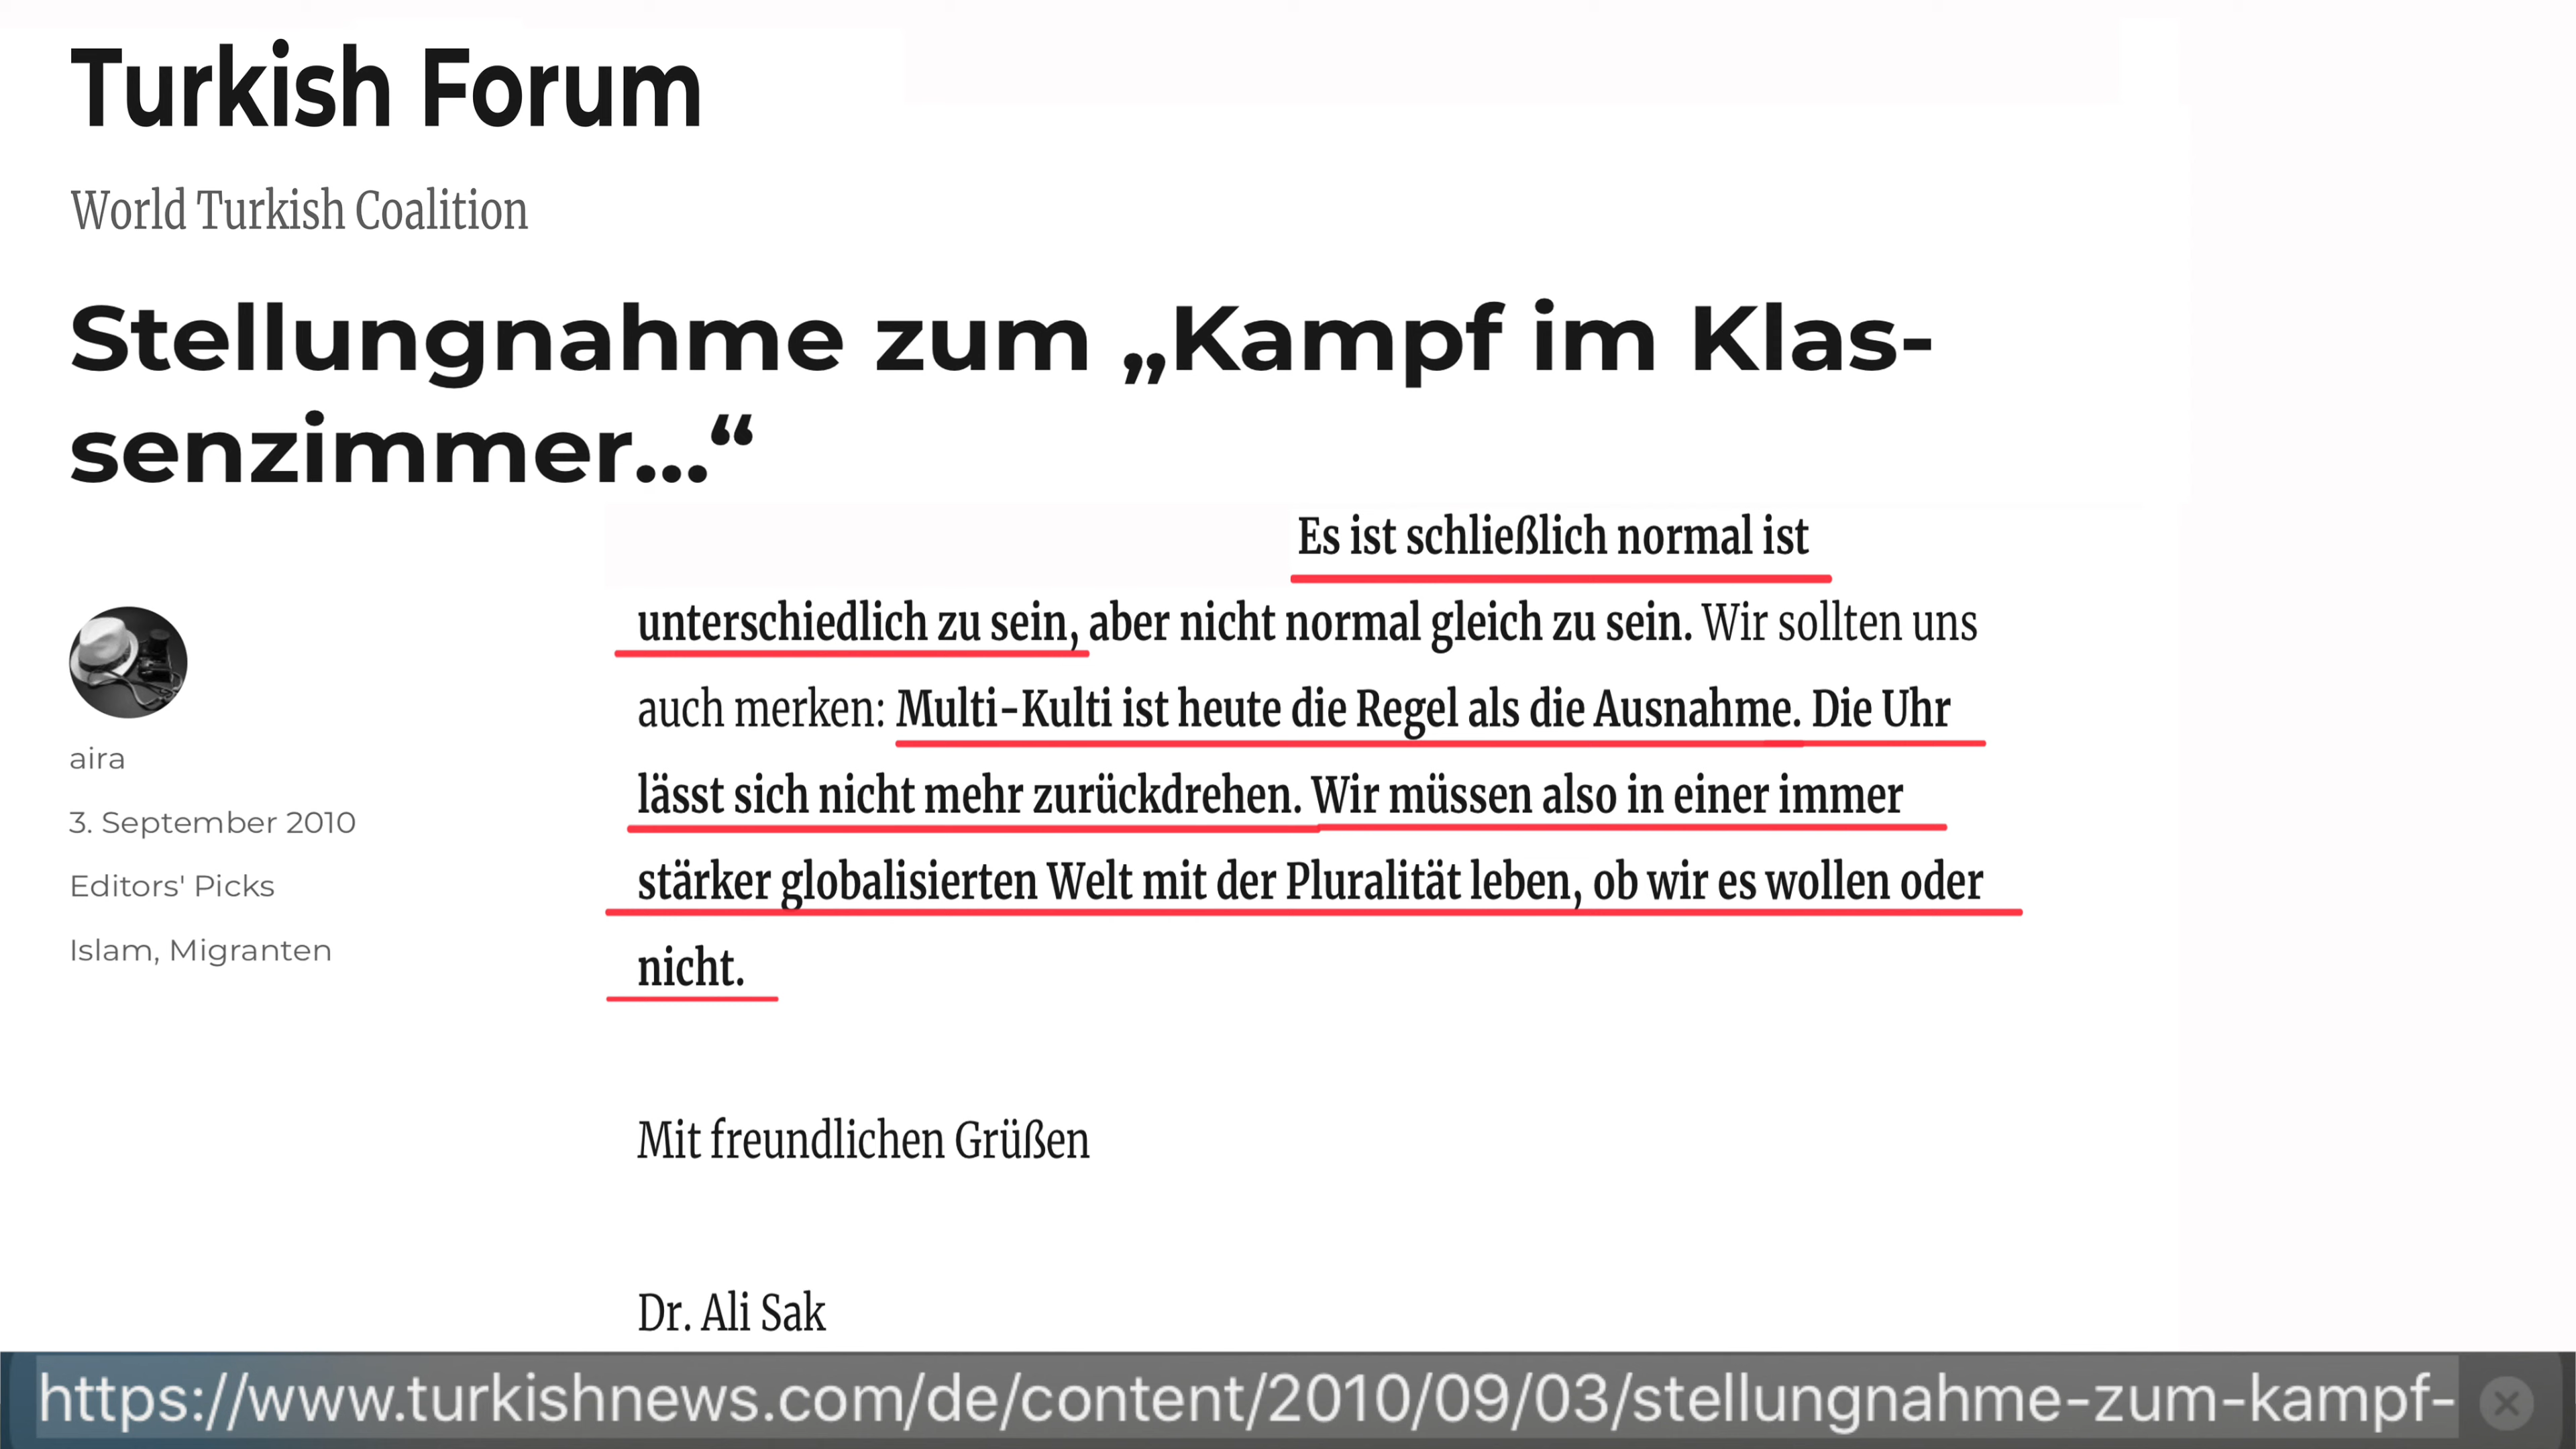 Turkish Forum
World Turkish Coalition
Stellungnahme zum „Kampf im Klas-
senzimmer...“
aira
3. September 2010
Editors' Picks
Islam, Migranten
Es ist schließlich normal ist
unterschiedlich zu sein, aber nicht normal gleich zu sein. Wir sollten uns
auch merken: Multi-Kulti ist heute die Regel als die Ausnahme. Die Uhr
lässt sich nicht mehr zurückdrehen. Wir müssen also in einer immer
stärker globalisierten Welt mit der Pluralität leben, ob wir es wollen oder
nicht.
Mit freundlichen Grüßen
Dr. Ali Sak
https://www.turkishnews.com/de/content/2010/09/03/stellungnahme-zum-kampf-